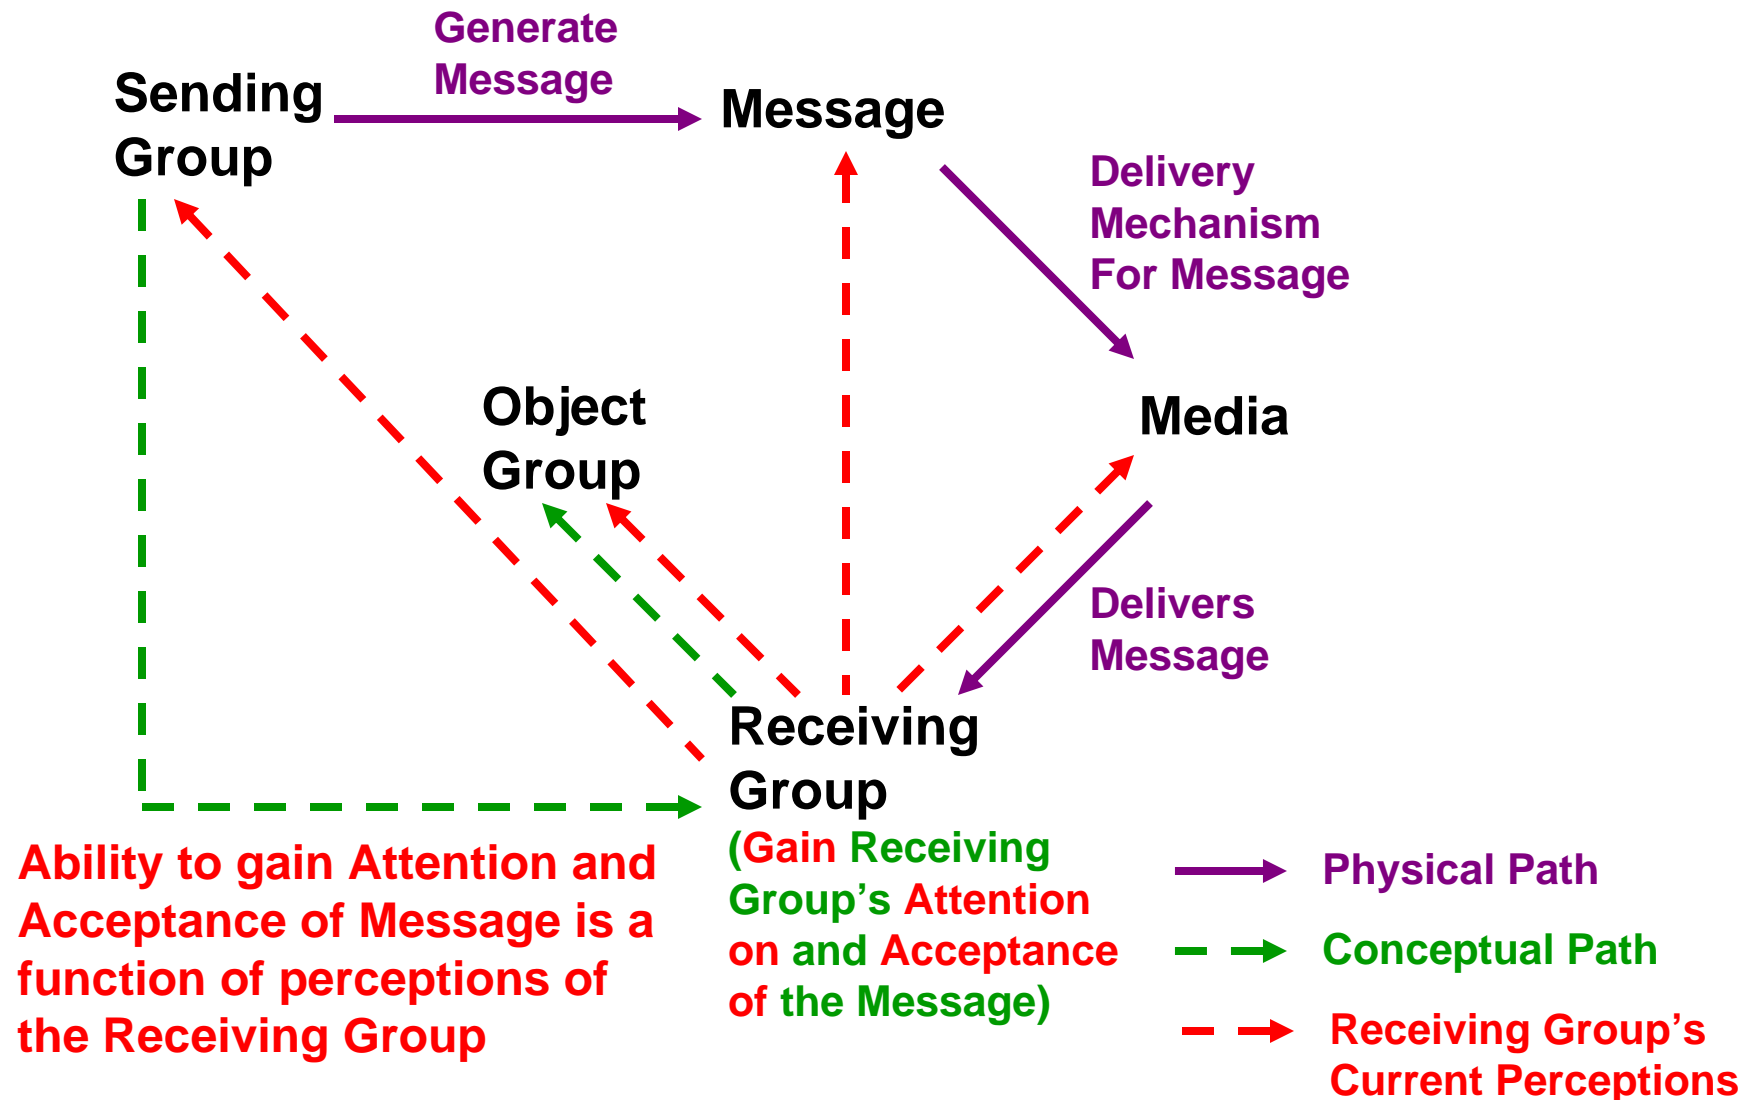 Generate
Message
Sending
Group
Message
Delivery
Mechanism
For Message
Object
Group
Media
Delivers
Message
Receiving
Group
(Gain Receiving
Group’s Attention
on and Acceptance
of the Message)
Ability to gain Attention and
Acceptance of Message is a
function of perceptions of
the Receiving Group
Physical Path
Conceptual Path
Receiving Group’s
Current Perceptions